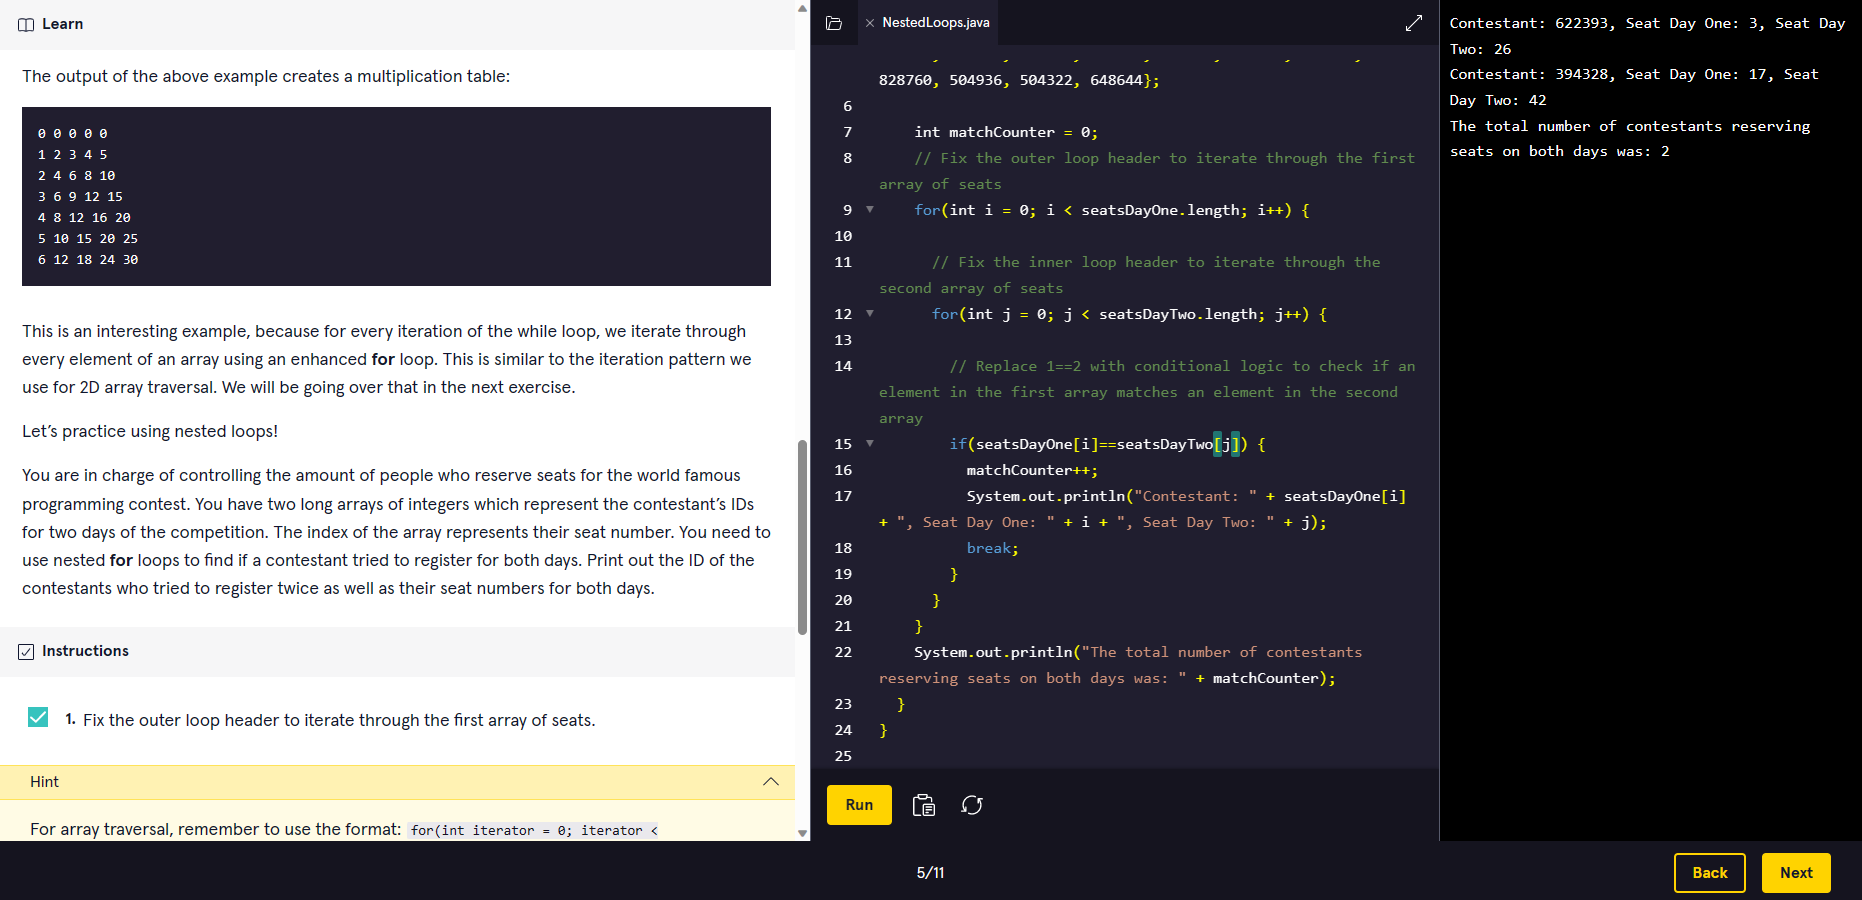 Learn
The output of the above example creates a multiplication table:
0 0 0 0 0
1 2 3 4 5
2 4 6 8 10
3 6 9 12 15
4 8 12 16 20
5 10 15 20 25
6 12 18 24 30
This is an interesting example, because for every iteration of the while loop, we iterate through
every element of an array using an enhanced for loop. This is similar to the iteration pattern we
use for 2D array traversal. We will be going over that in the next exercise.
Let’s practice using nested loops!
You are in charge of controlling the amount of people who reserve seats for the world famous
programming contest. You have two long arrays of integers which represent the contestant’s IDs
for two days of the competition. The index of the array represents their seat number. You need to
use nested for loops to find if a contestant tried to register for both days. Print out the ID of the
contestants who tried to register twice as well as their seat numbers for both days.
Instructions
1. Fix the outer loop header to iterate through the first array of seats.
Hint
For array traversal, remember to use the format: for(int iterator = 0; iterator <
NestedLoops.java
828760, 504936, 504322, 648644};
6
7 int matchCounter = 0;
8 // Fix the outer loop header to iterate through the first
array of seats
9 for(int i = 0; i < seatsDayOne.length; i++) {
10
11 // Fix the inner loop header to iterate through the
second array of seats
12 for(int j = 0; j < seatsDayTwo.length; j++) {
13
14 // Replace 1==2 with conditional logic to check if an
element in the first array matches an element in the second
array
15 if(seatsDayOne[i]==seatsDayTwo[j]) {
16 matchCounter++;
17 System.out.println("Contestant: " + seatsDayOne[i]
+ ", Seat Day One: " + i + ", Seat Day Two: " + j);
18 break;
19 }
20 }
21 }
22 System.out.println("The total number of contestants
reserving seats on both days was: " + matchCounter);
23 }
24 }
25
Run
Contestant: 622393, Seat Day One: 3, Seat Day
Two: 26
Contestant: 394328, Seat Day One: 17, Seat
Day Two: 42
The total number of contestants reserving
seats on both days was: 2
5/11
Back
Next